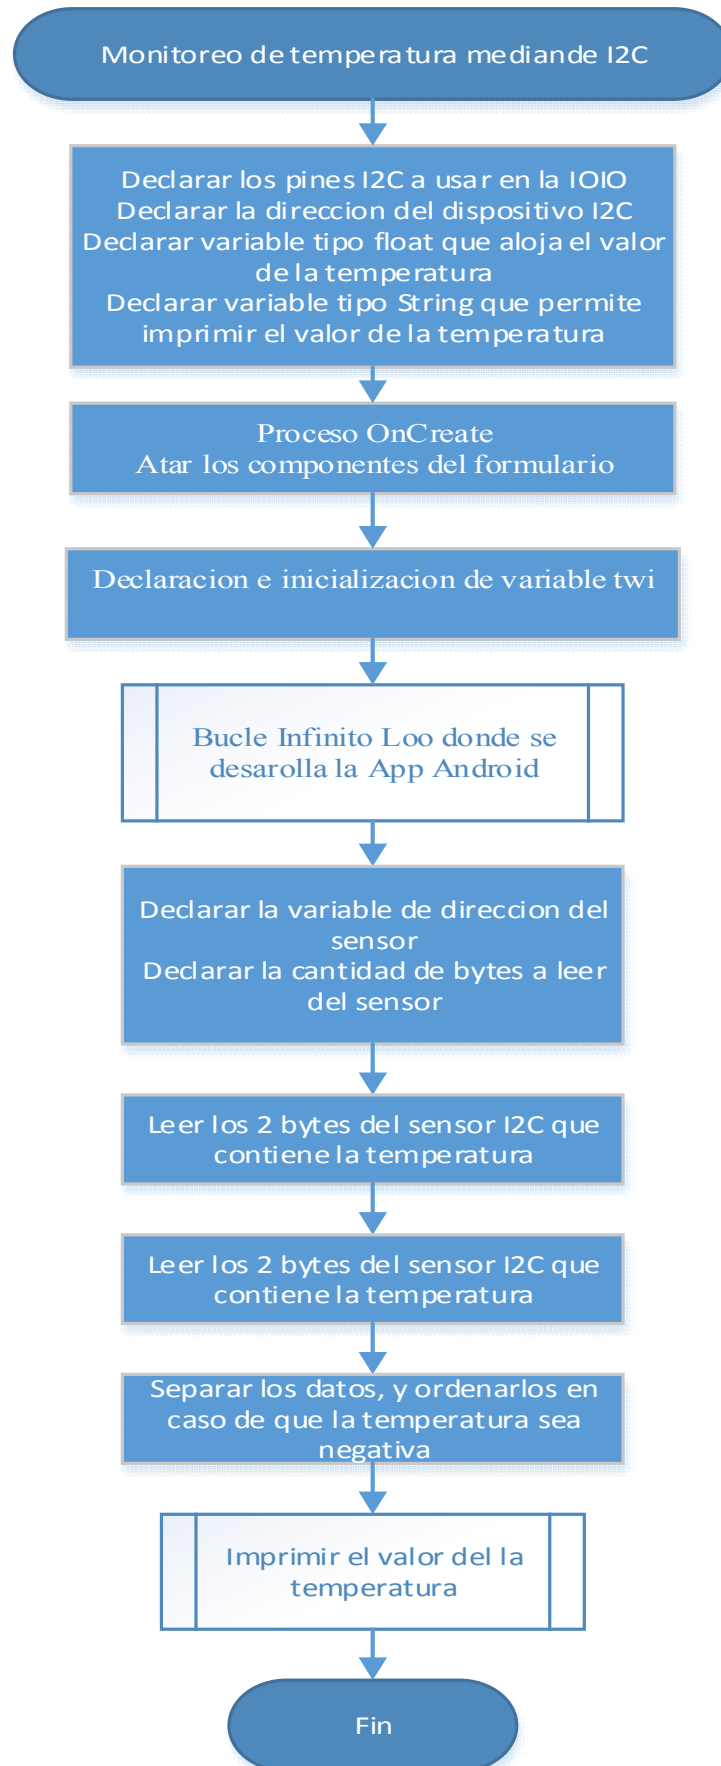 Monitoreo de temperatura mediande I2C
Declarar los pines I2C a usar en la IOIO
Declarar la direccion del dispositivo I2C
Declarar variable tipo float que aloja el valor
de la temperatura
Declarar variable tipo String que permite
imprimir el valor de la temperatura
Proceso OnCreate
Atar los componentes del formulario
Declaracion e inicializacion de variable twi
Bucle Infinito Loo donde se
desarolla la App Android
Declarar la variable de direccion del
sensor
Declarar la cantidad de bytes a leer
del sensor
Leer los 2 bytes del sensor I2C que
contiene la temperatura
Leer los 2 bytes del sensor I2C que
contiene la temperatura
Separar los datos, y ordenarlos en
caso de que la temperatura sea
negativa
Imprimir el valor del la
temperatura
Fin